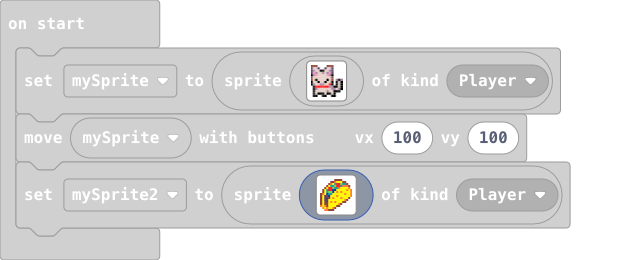 on start
set mySprite to sprite of kind Player
move mySprite with buttons vx 100 vy 100
set mySprite2 to sprite of kind Player